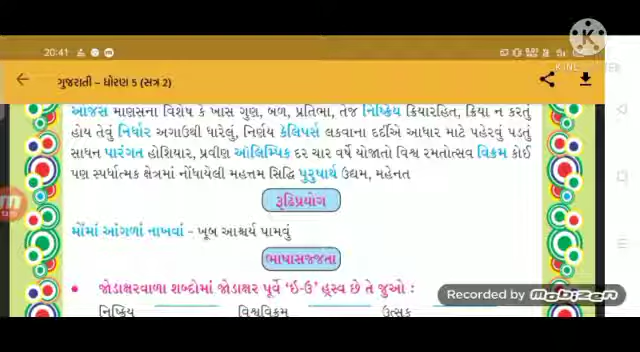 20:41
KINEMASTER
ગુજરાતી – ધોરણ ૬ (સત્ર 2)
આજસ માણસના વિશેષ કે ખાસ ગુણ, બળ, પ્રતિભા, તેજ નિષ્ક્રિય ક્રિયારહિત, ક્રિયા ન કરતું
હોય તેવું નિર્ધાર અગાઉથી ધારેલું, નિર્ણય કેલિપર્સ લકવાના દર્દીએ આધાર માટે પહેરવું પડતું
સાધન પારંગત હોશિયાર, પ્રવીણ ઑલિમ્પિક દર ચાર વર્ષે યોજાતો વિશ્વ રમતોત્સવ વિક્રમ કોઈ
પણ સ્પર્ધાત્મક ક્ષેત્રમાં નોંધાયેલી મહત્તમ સિદ્ધિ પુરુષાર્થ ઉદ્યમ, મહેનત
રૂઢિપ્રયોગ
મોંમાં આંગળાં નાખવાં - ખૂબ આશ્ચર્ય પામવું
ભાષાસજ્જતા
• જોડાક્ષરવાળા શબ્દોમાં જોડાક્ષર પૂર્વે ‘ઇ-ઉ’ હ્રસ્વ છે તે જુઓ :
Recorded by mobizen
નિષ્ક્રિય વિશ્વવિક્રમ ઉત્સુક